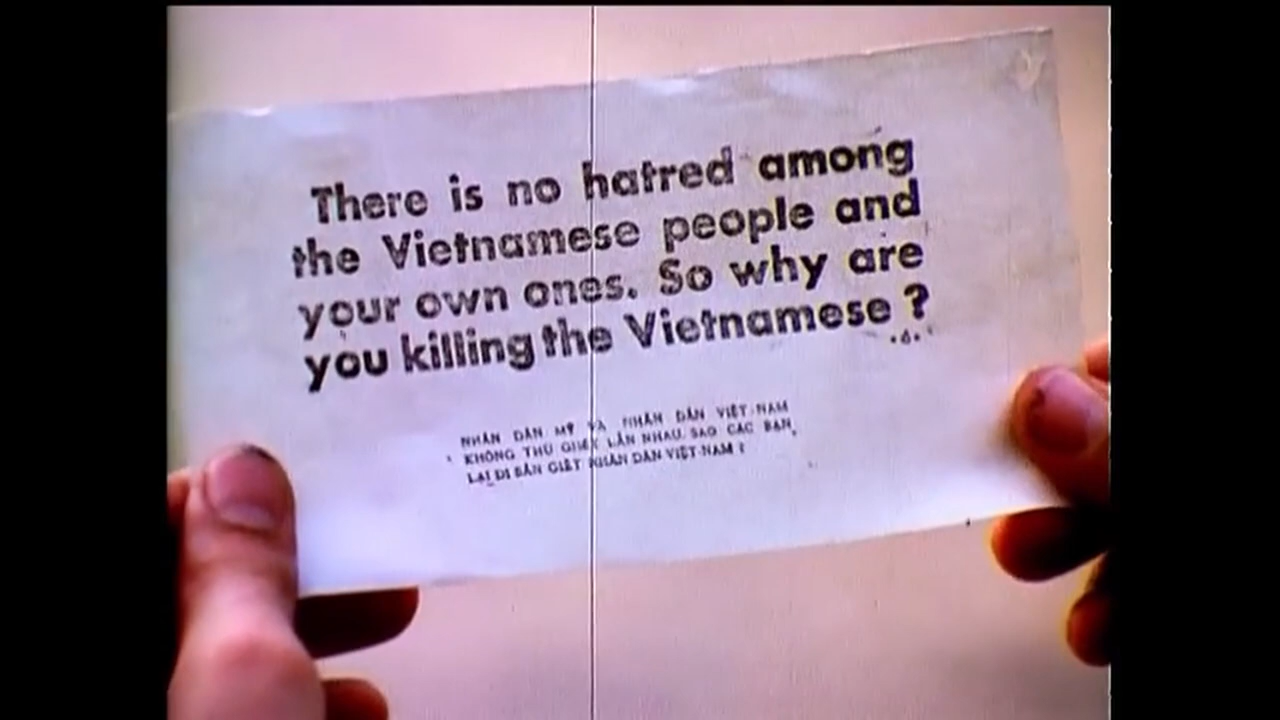 There is no hatred among
the Vietnamese people and
your own ones. So why are
you killing the Vietnamese ?
NHÂN DÂN MỸ VÀ NHÂN DÂN VIỆT-NAM
KHÔNG THÙ GHÉT LẪN NHAU, SAO CÁC BẠN
LẠI ĐI BẮN GIẾT NHÂN DÂN VIỆT-NAM ?